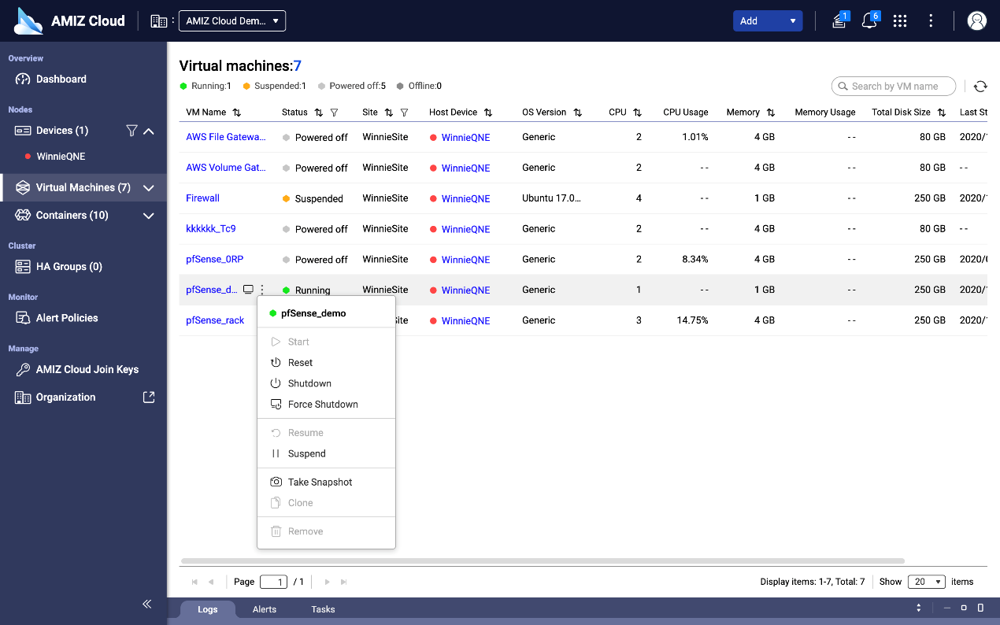 AMIZ Cloud
:
AMIZ Cloud Dem...
Add
1
6
Overview
Dashboard
Nodes
Devices (1)
WinnieQNE
Virtual Machines (7)
Containers (10)
Cluster
HA Groups (0)
Monitor
Alert Policies
Manage
AMIZ Cloud Join Keys
Organization
Virtual machines:7
Running:1 Suspended:1 Powered off:5 Offline:0
Search by VM name
VM Name Status Site Host Device OS Version CPU CPU Usage Memory Memory Usage Total Disk Size Last St
AWS File Gatewa... Powered off WinnieSite WinnieQNE Generic 2 1.01% 4 GB -- 80 GB 2020/1
AWS Volume Gat... Powered off WinnieSite WinnieQNE Generic 2 -- 4 GB -- 80 GB --
Firewall Suspended WinnieSite WinnieQNE Ubuntu 17.0... 4 -- 1 GB -- 250 GB 2020/1
kkkkkk_Tc9 Powered off WinnieSite WinnieQNE Generic 2 -- 4 GB -- 80 GB --
pfSense_0RP Powered off WinnieSite WinnieQNE Generic 2 8.34% 4 GB -- 250 GB 2020/0
pfSense_d... Running WinnieSite WinnieQNE Generic 1 -- 1 GB -- 250 GB 2020/1
pfSense_rack ite WinnieQNE Generic 3 14.75% 4 GB -- 250 GB 2020/1
pfSense_demo
Start
Reset
Shutdown
Force Shutdown
Resume
Suspend
Take Snapshot
Clone
Remove
Page 1 / 1
Display items: 1-7, Total: 7 Show 20 items
Logs Alerts Tasks